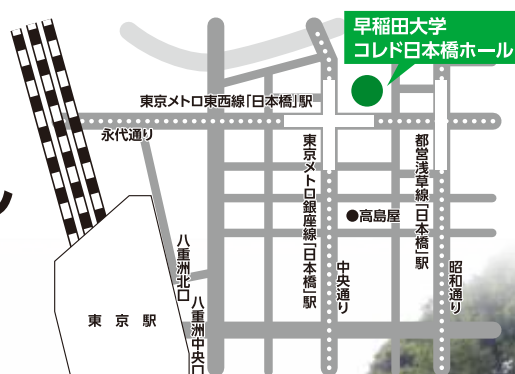 早稲田大学
コレド日本橋ホール
東京メトロ東西線「日本橋」駅
永代通り
東京メトロ銀座線「日本橋」駅
都営浅草線「日本橋」駅
●高島屋
八重洲北口
中央通り
昭和通り
東京駅
八重洲中央口